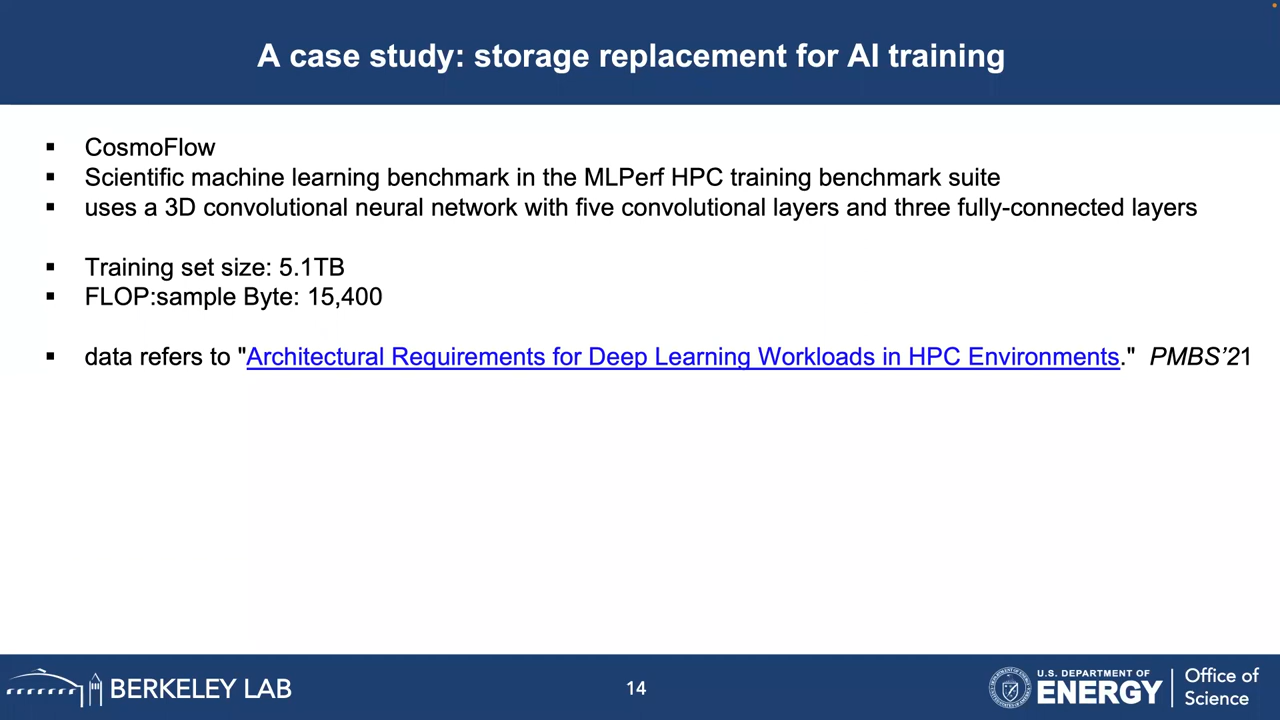 A case study: storage replacement for AI training
▪ CosmoFlow
▪ Scientific machine learning benchmark in the MLPerf HPC training benchmark suite
▪ uses a 3D convolutional neural network with five convolutional layers and three fully-connected layers
▪ Training set size: 5.1TB
▪ FLOP:sample Byte: 15,400
▪ data refers to "Architectural Requirements for Deep Learning Workloads in HPC Environments." PMBS’21
BERKELEY LAB
14
U.S. DEPARTMENT OF
ENERGY
Office of
Science